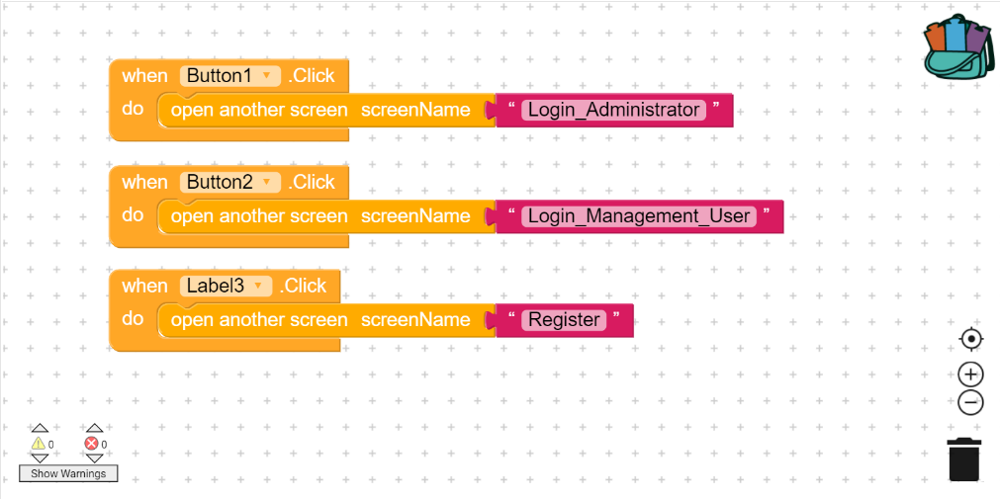 when Button1 .Click
do open another screen screenName “ Login_Administrator ”
when Button2 .Click
do open another screen screenName “ Login_Management_User ”
when Label3 .Click
do open another screen screenName “ Register ”
0 0
Show Warnings